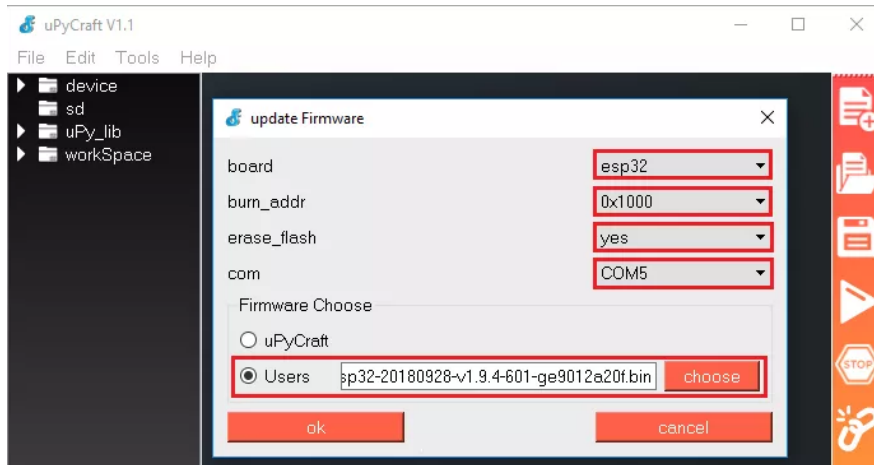 uPyCraft V1.1
File Edit Tools Help
device
sd
uPy_lib
workSpace
update Firmware
board esp32
burn_addr 0x1000
erase_flash yes
com COM5
Firmware Choose
uPyCraft
Users sp32-20180928-v1.9.4-601-ge9012a20f.bin choose
ok cancel
STOP